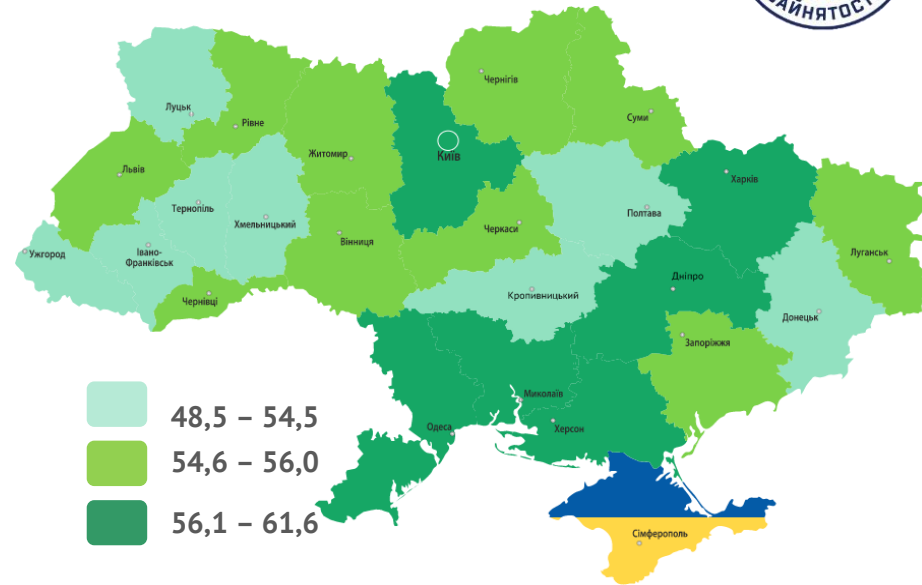 ЗАЙНЯТОСТ
Чернігів
Луцьк
Рівне
Суми
Київ
Житомир
Львів
Харків
Тернопіль
Полтава
Хмельницький
Черкаси
Вінниця
Ужгород
Івано-
Франківськ
Луганськ
Дніпро
Чернівці
Кропивницький
Донецьк
Запоріжжя
Миколаїв
Одеса
Херсон
Сімферополь
48,5 – 54,5
54,6 – 56,0
56,1 – 61,6